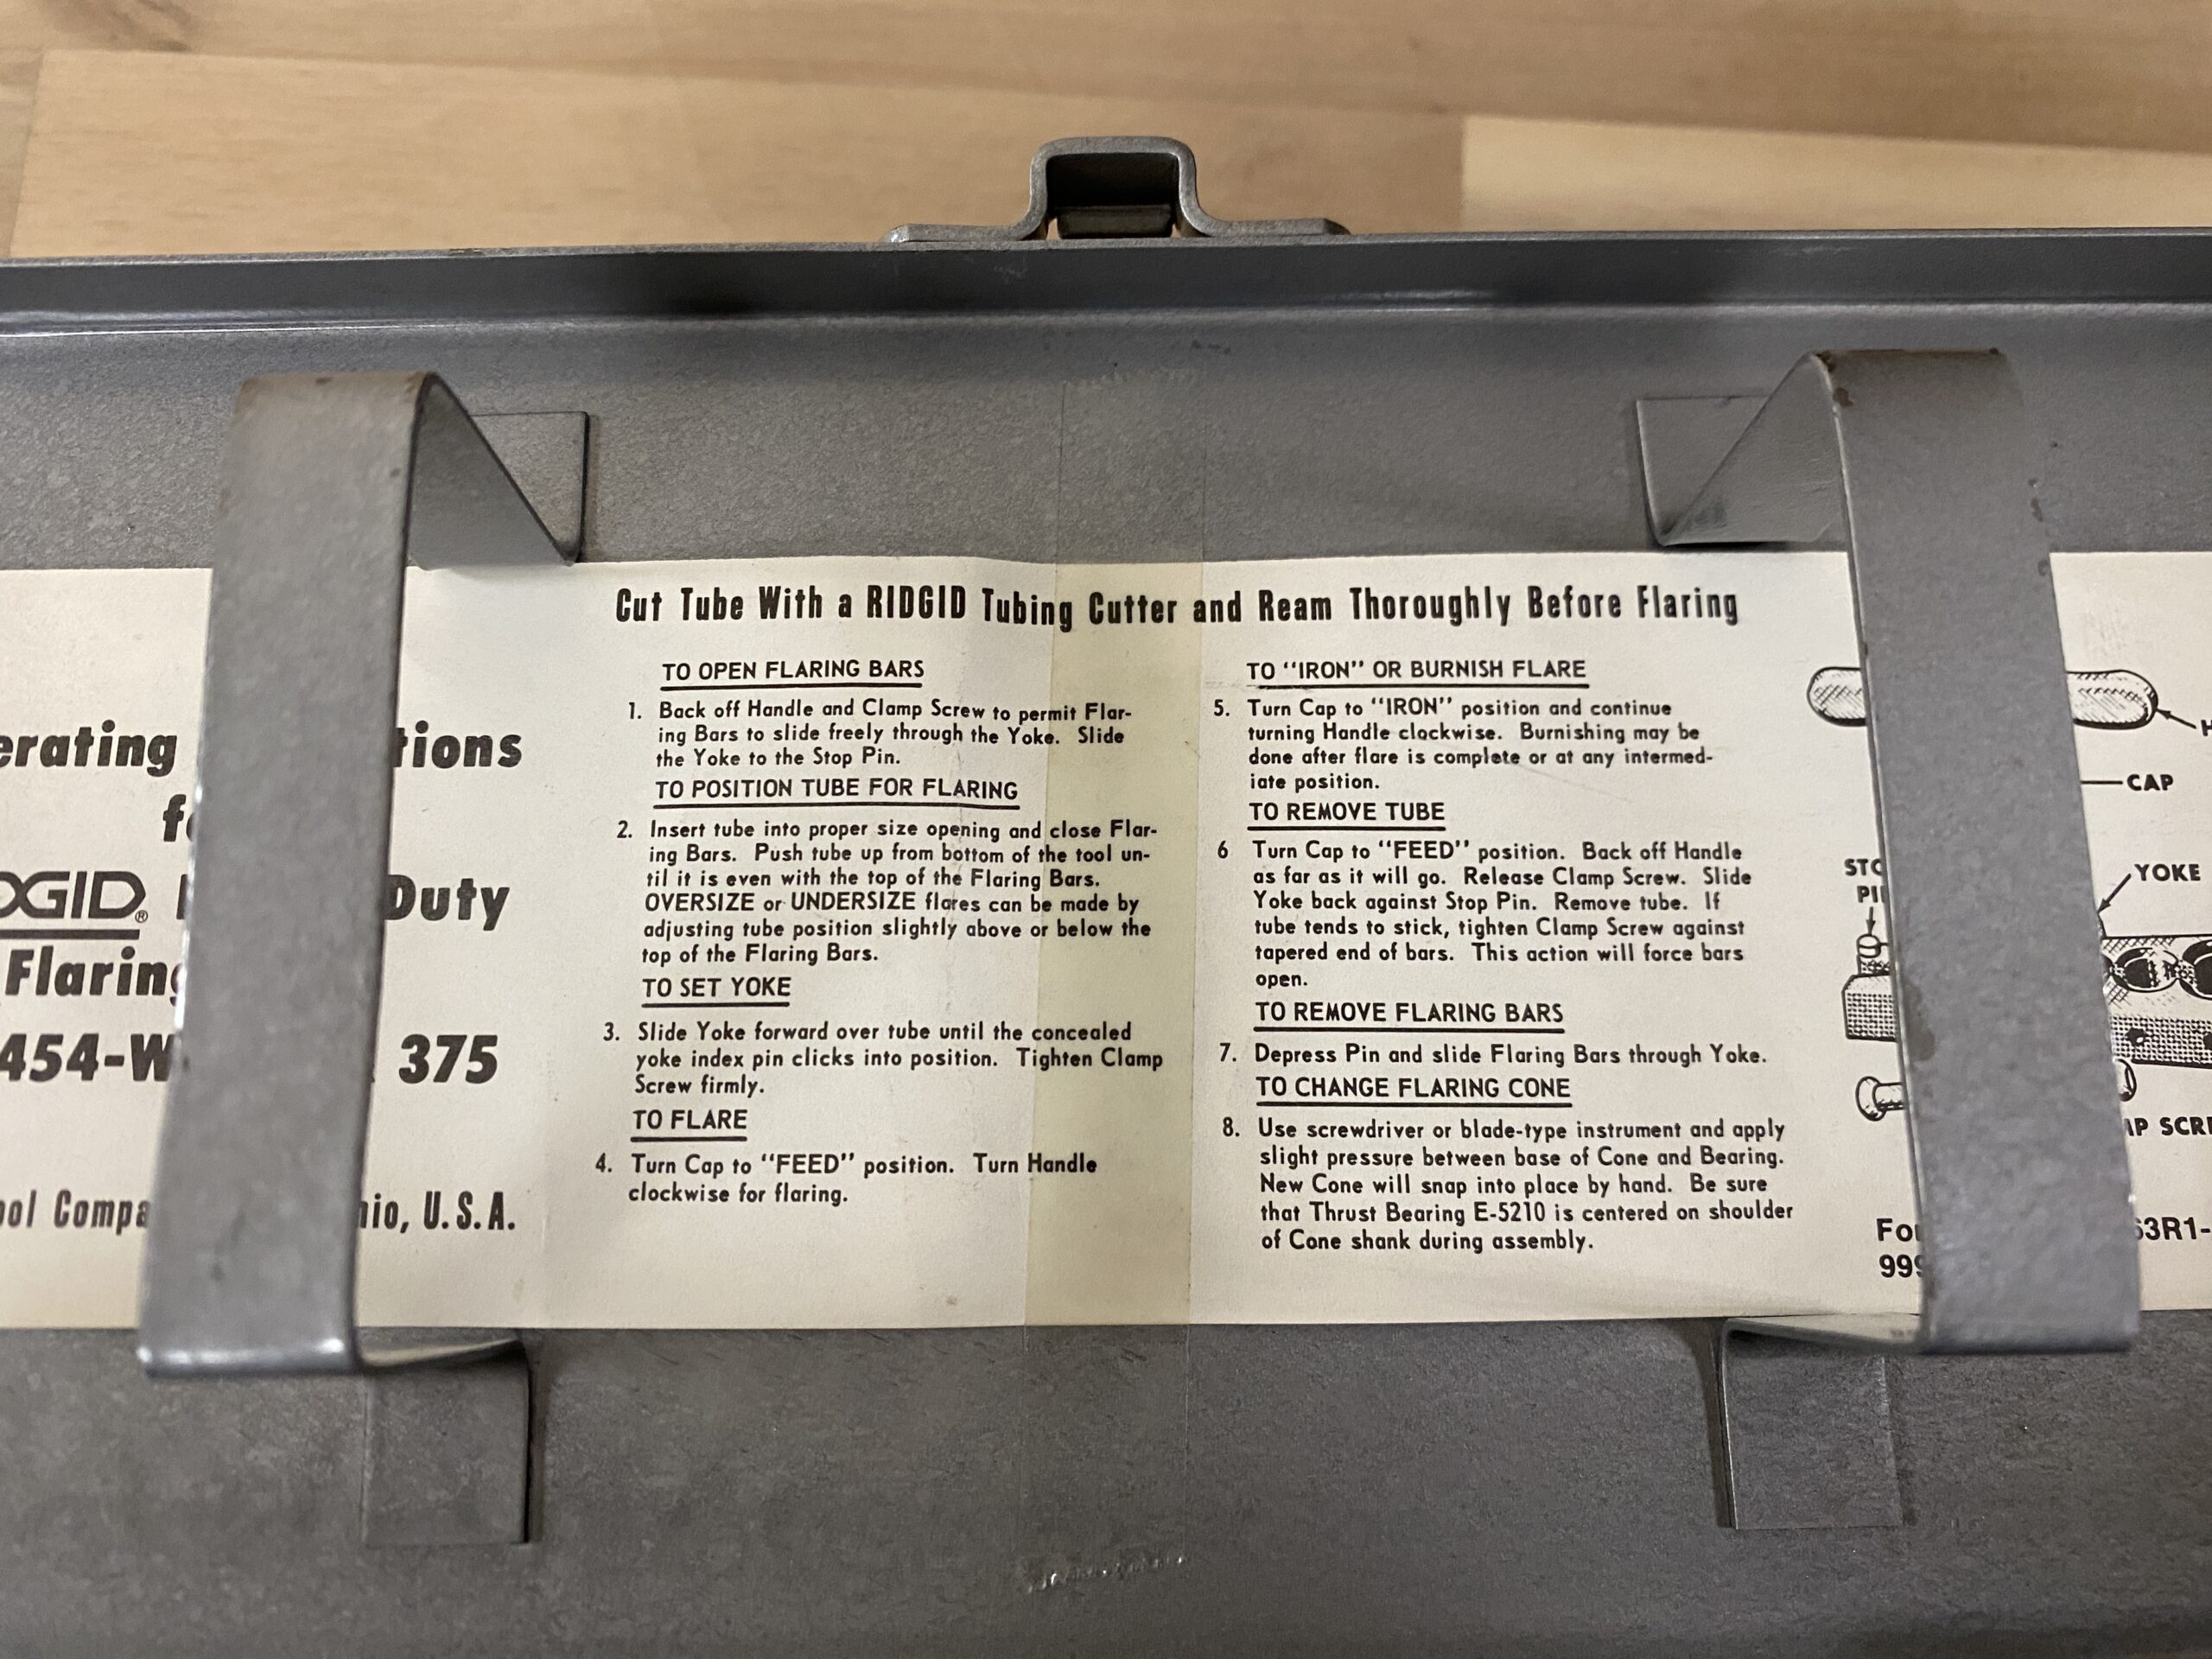 tions
Duty
Flaring
375
U.S.A.
Cut Tube With a RIDGID Tubing Cutter and Ream Thoroughly Before Flaring
TO OPEN FLARING BARS
1. Back off Handle and Clamp Screw to permit Flar-
ing Bars to slide freely through the Yoke. Slide
the Yoke to the Stop Pin.
TO POSITION TUBE FOR FLARING
2. Insert tube into proper size opening and close Flar-
ing Bars. Push tube up from bottom of the tool un-
til it is even with the top of the Flaring Bars.
OVERSIZE or UNDERSIZE flares can be made by
adjusting tube position slightly above or below the
top of the Flaring Bars.
TO SET YOKE
3. Slide Yoke forward over tube until the concealed
yoke index pin clicks into position. Tighten Clamp
Screw firmly.
TO FLARE
4. Turn Cap to "FEED" position. Turn Handle
clockwise for flaring.
TO "IRON" OR BURNISH FLARE
5. Turn Cap to "IRON" position and continue
turning Handle clockwise. Burnishing may be
done after flare is complete or at any intermed-
iate position.
TO REMOVE TUBE
6 Turn Cap to "FEED" position. Back off Handle
as far as it will go. Release Clamp Screw. Slide
Yoke back against Stop Pin. Remove tube. If
tube tends to stick, tighten Clamp Screw against
tapered end of bars. This action will force bars
open.
TO REMOVE FLARING BARS
7. Depress Pin and slide Flaring Bars through Yoke.
TO CHANGE FLARING CONE
8. Use screwdriver or blade-type instrument and apply
slight pressure between base of Cone and Bearing.
New Cone will snap into place by hand. Be sure
that Thrust Bearing E-5210 is centered on shoulder
of Cone shank during assembly.
CAP
YOKE